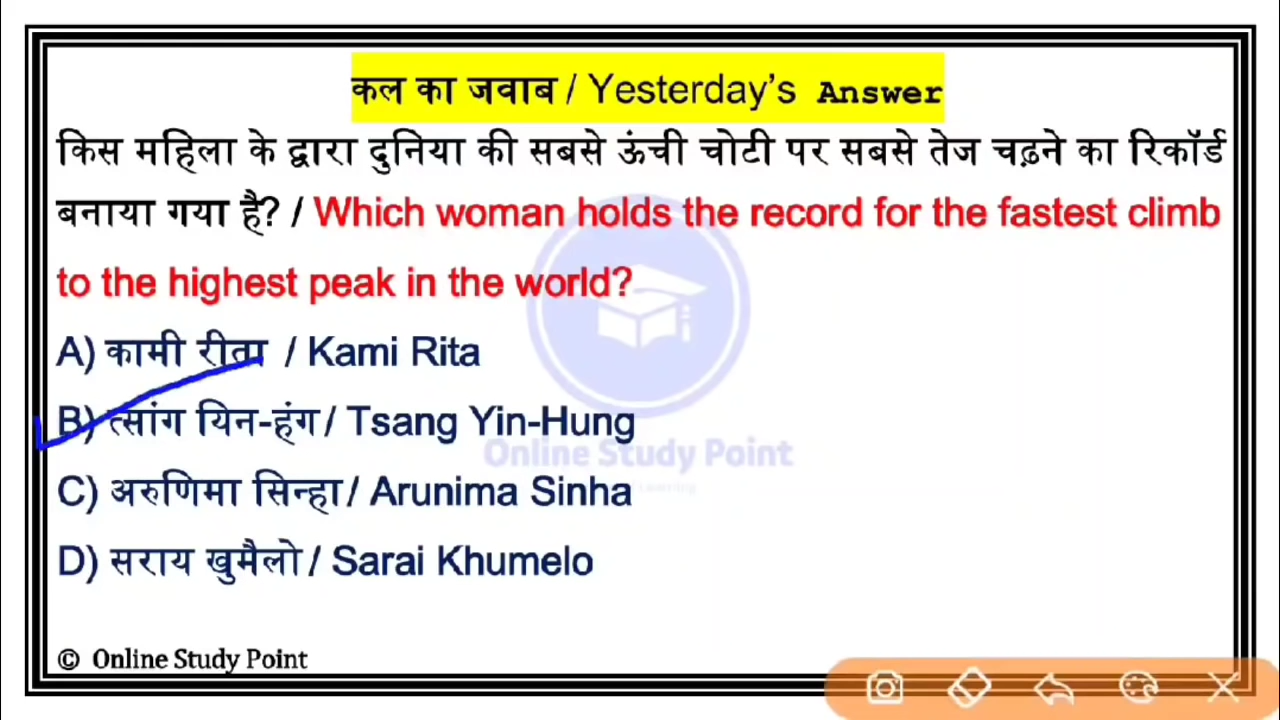 कल का जवाब / Yesterday's Answer
किस महिला के द्वारा दुनिया की सबसे ऊंची चोटी पर सबसे तेज चढ़ने का रिकॉर्ड
बनाया गया है? / Which woman holds the record for the fastest climb
to the highest peak in the world?
A) कामी रीता / Kami Rita
B) त्सांग यिन-हंग / Tsang Yin-Hung
Online Study Point
C) अरुणिमा सिन्हा / Arunima Sinha
D) सराय खुमैलो / Sarai Khumelo
© Online Study Point